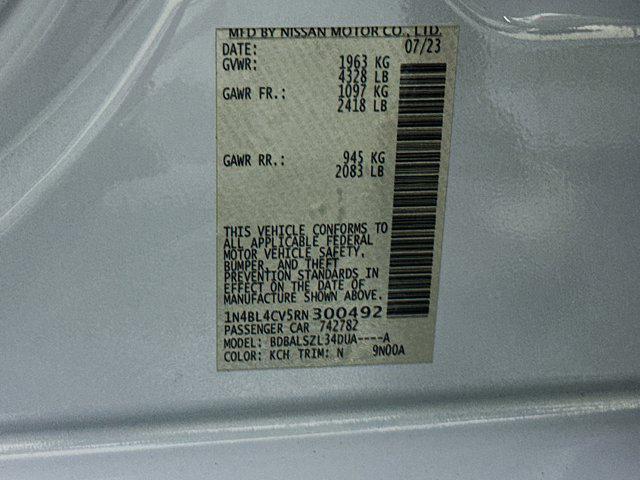 MFD BY NISSAN MOTOR CO., LTD.
DATE: 07/23
GVWR: 1963 KG
4328 LB
GAWR FR.: 1097 KG
2418 LB
GAWR RR.: 945 KG
2083 LB
THIS VEHICLE CONFORMS TO
ALL APPLICABLE FEDERAL
MOTOR VEHICLE SAFETY,
BUMPER, AND THEFT
PREVENTION STANDARDS IN
EFFECT ON THE DATE OF
MANUFACTURE SHOWN ABOVE.
1N4BL4CV5RN300492
PASSENGER CAR 742782
MODEL: BDBALSZL34DUA----A
COLOR: KCH TRIM: N 9N00A